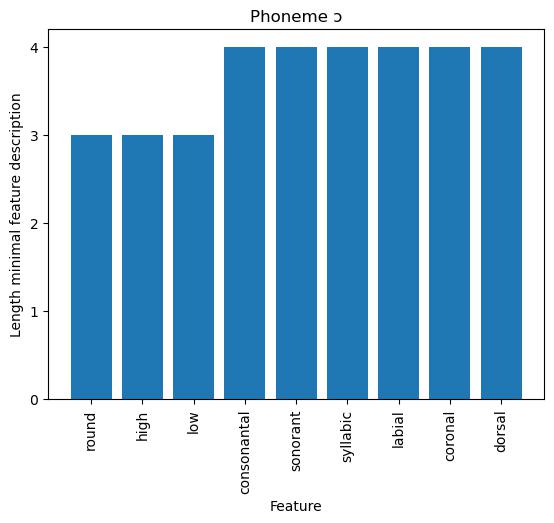 Phoneme ɔ
Length minimal feature description
4
3
2
1
0
round
high
low
consonantal
sonorant
syllabic
labial
coronal
dorsal
Feature